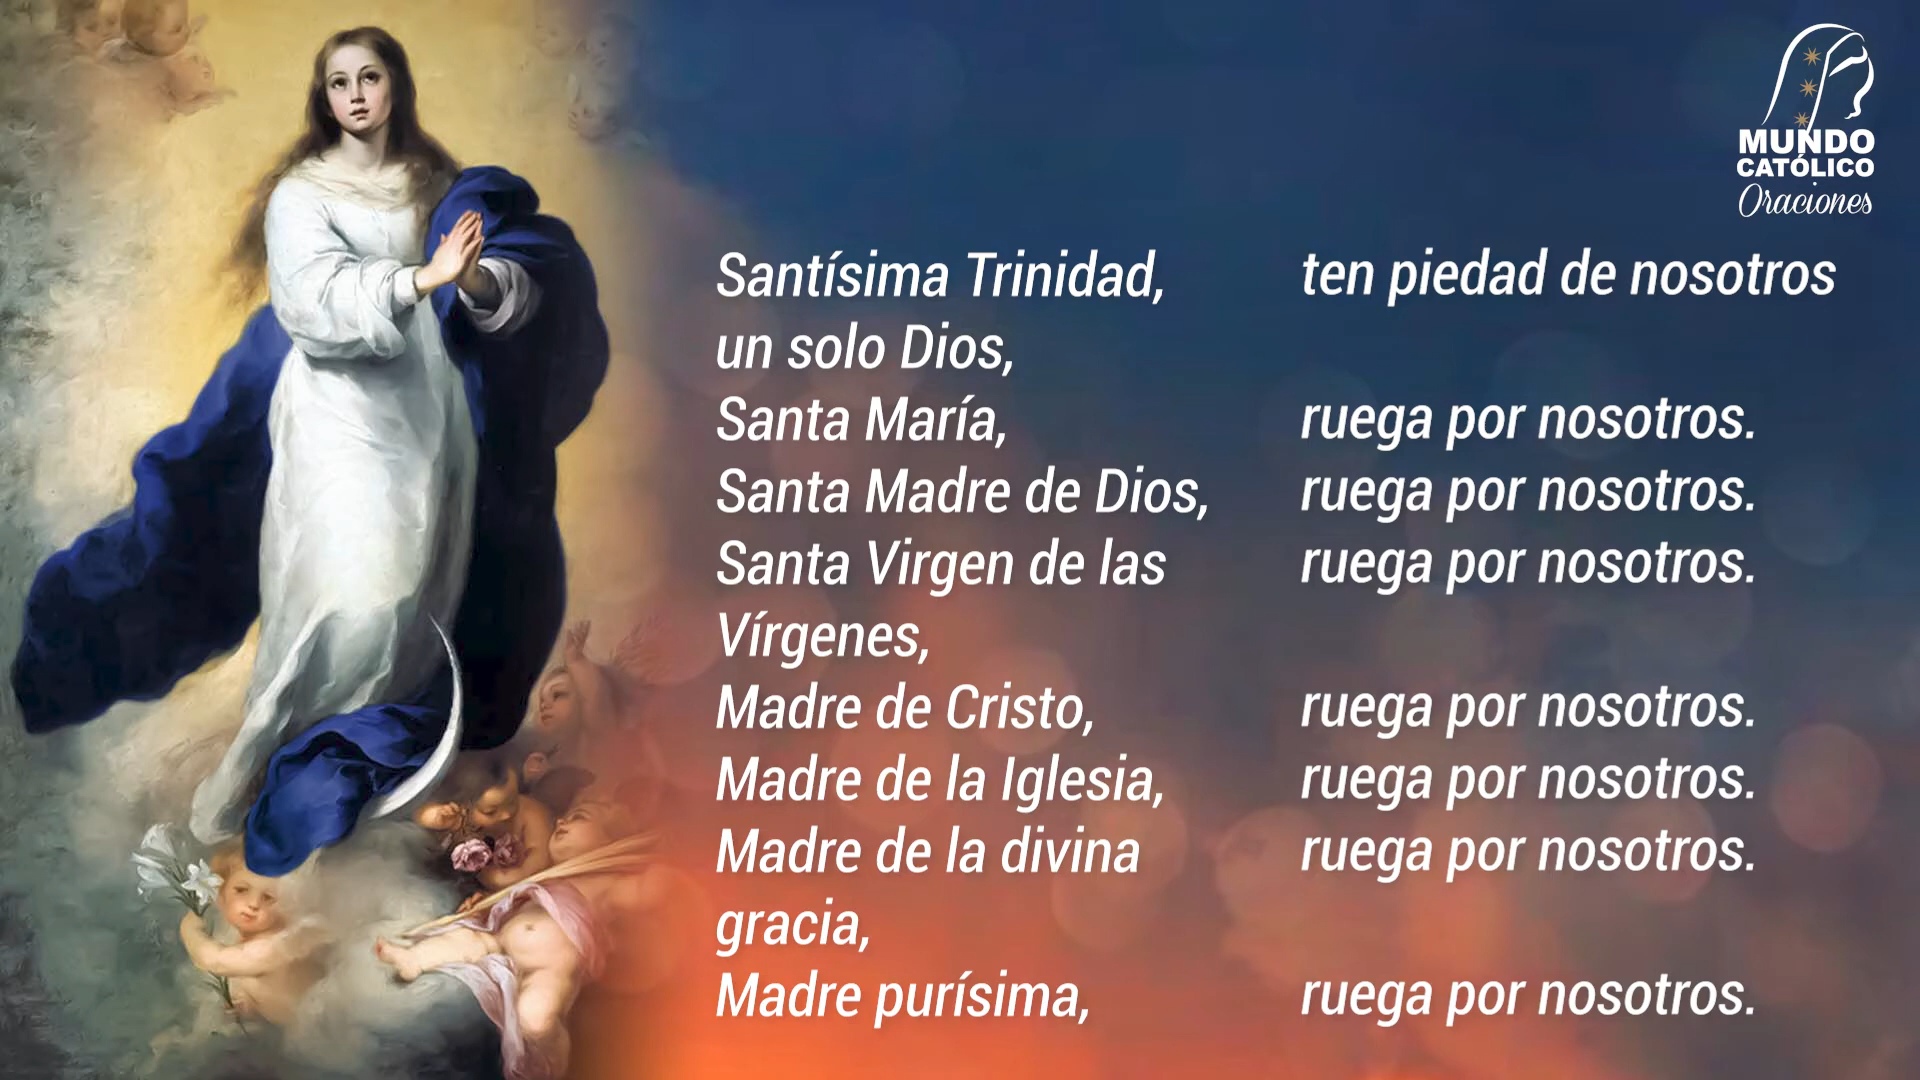 MUNDO
CATÓLICO
Oraciones
Santísima Trinidad, ten piedad de nosotros
un solo Dios,
Santa María, ruega por nosotros.
Santa Madre de Dios, ruega por nosotros.
Santa Virgen de las ruega por nosotros.
Vírgenes,
Madre de Cristo, ruega por nosotros.
Madre de la Iglesia, ruega por nosotros.
Madre de la divina ruega por nosotros.
gracia,
Madre purísima, ruega por nosotros.